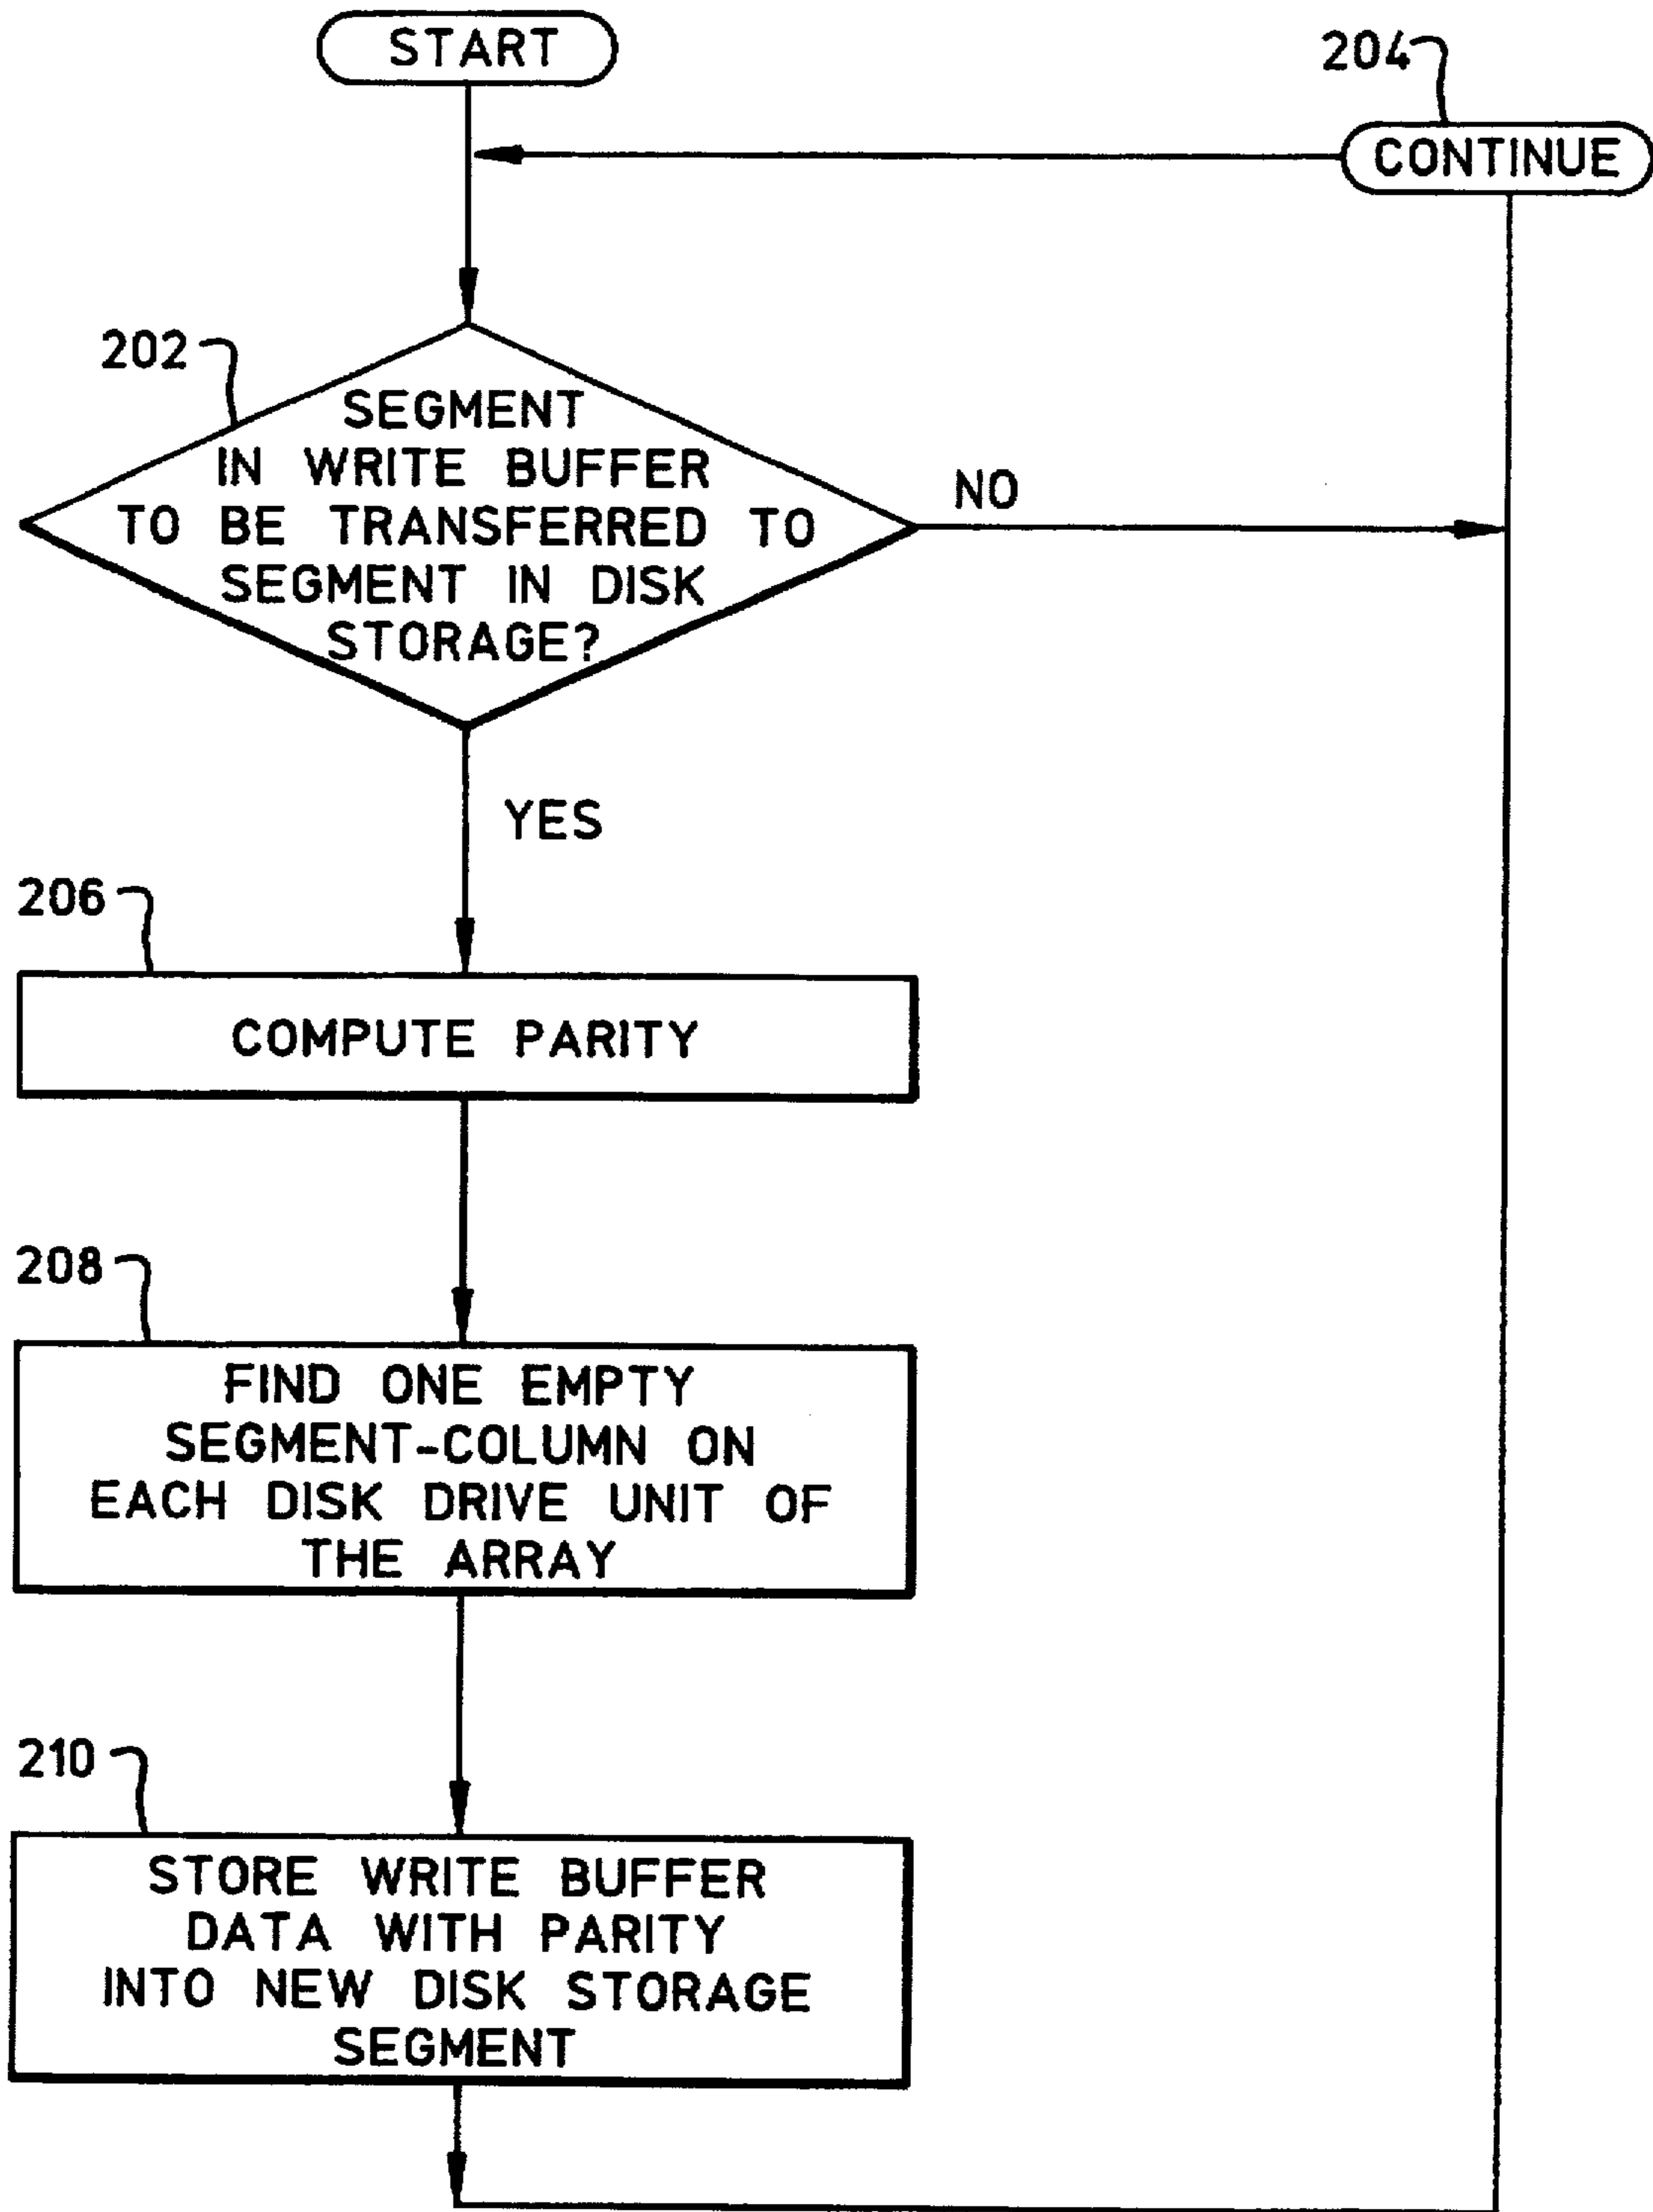 START
204
CONTINUE
202
SEGMENT
IN WRITE BUFFER
TO BE TRANSFERRED TO
SEGMENT IN DISK
STORAGE?
NO
YES
206
COMPUTE PARITY
208
FIND ONE EMPTY
SEGMENT-COLUMN ON
EACH DISK DRIVE UNIT OF
THE ARRAY
210
STORE WRITE BUFFER
DATA WITH PARITY
INTO NEW DISK STORAGE
SEGMENT